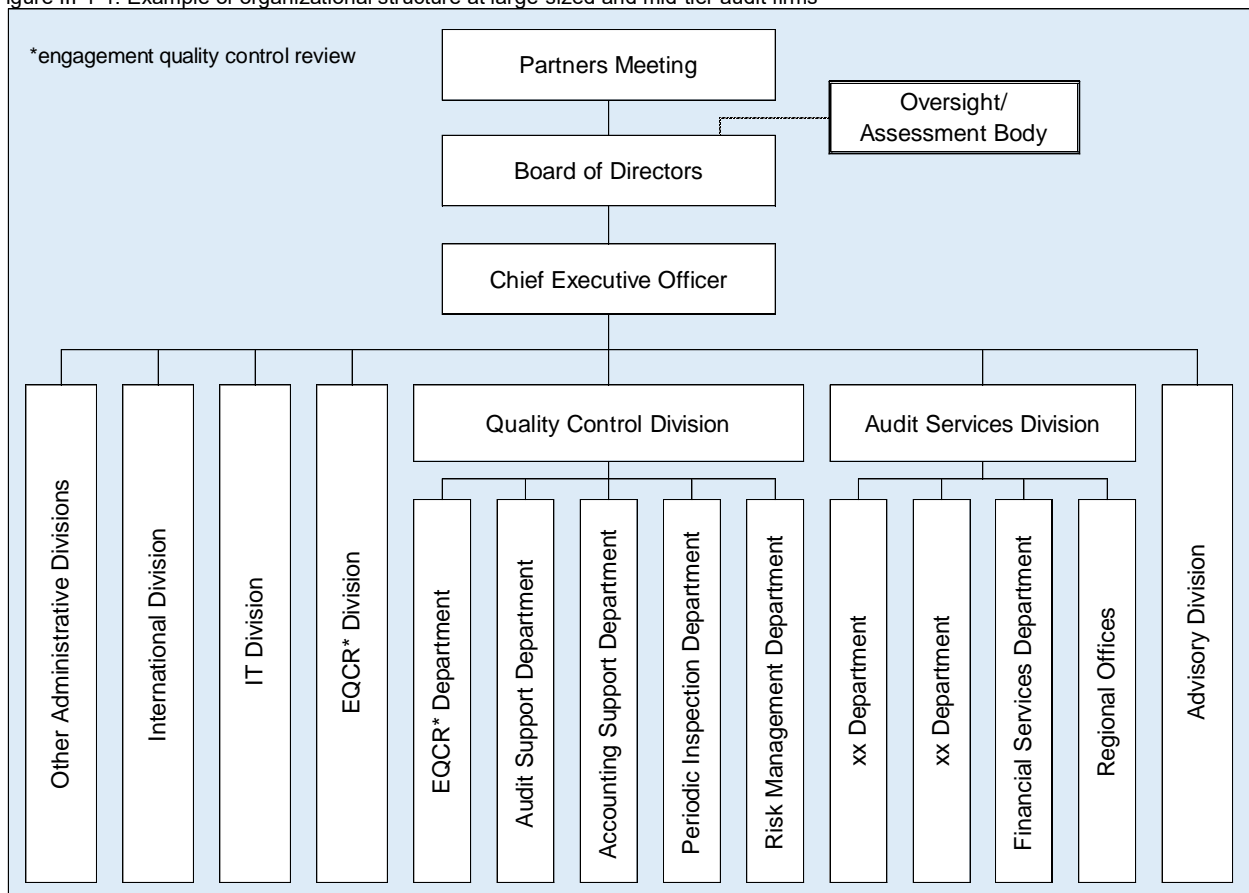 igure III-1-1: Example of organizational structure at large-sized and mid-tier audit firms
*engagement quality control review
Partners Meeting
Oversight/
Assessment Body
Board of Directors
Chief Executive Officer
Other Administrative Divisions
International Division
IT Division
EQCR* Division
Quality Control Division
EQCR* Department
Audit Support Department
Accounting Support Department
Periodic Inspection Department
Risk Management Department
Audit Services Division
xx Department
xx Department
Financial Services Department
Regional Offices
Advisory Division